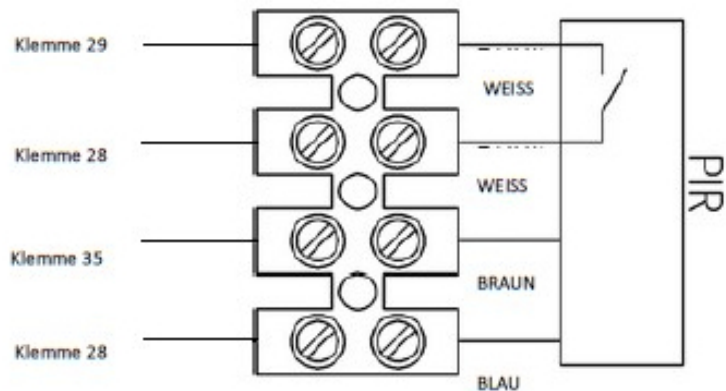 Klemme 29
WEISS
Klemme 28
WEISS
PIR
Klemme 35
BRAUN
Klemme 28
BLAU